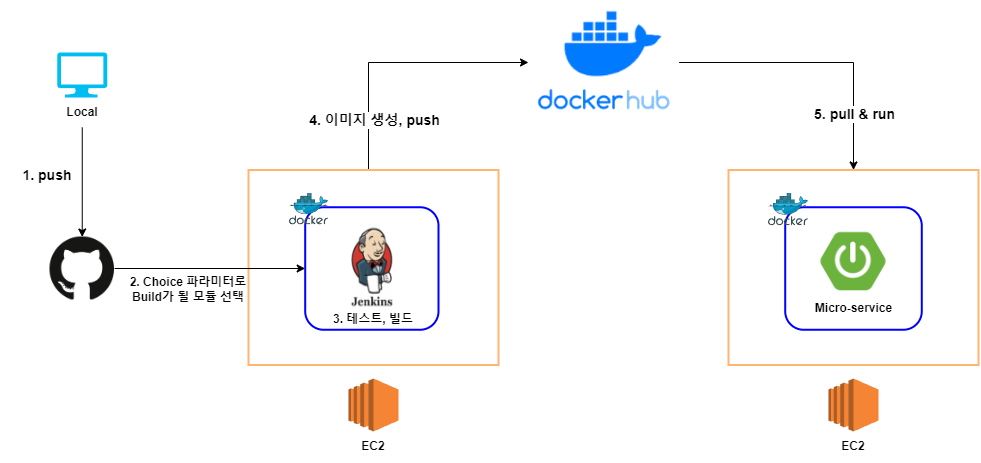 Local
1. push
2. Choice 파라미터로
Build가 될 모듈 선택
docker
Jenkins
3. 테스트, 빌드
EC2
4. 이미지 생성, push
docker hub
5. pull & run
docker
Micro-service
EC2